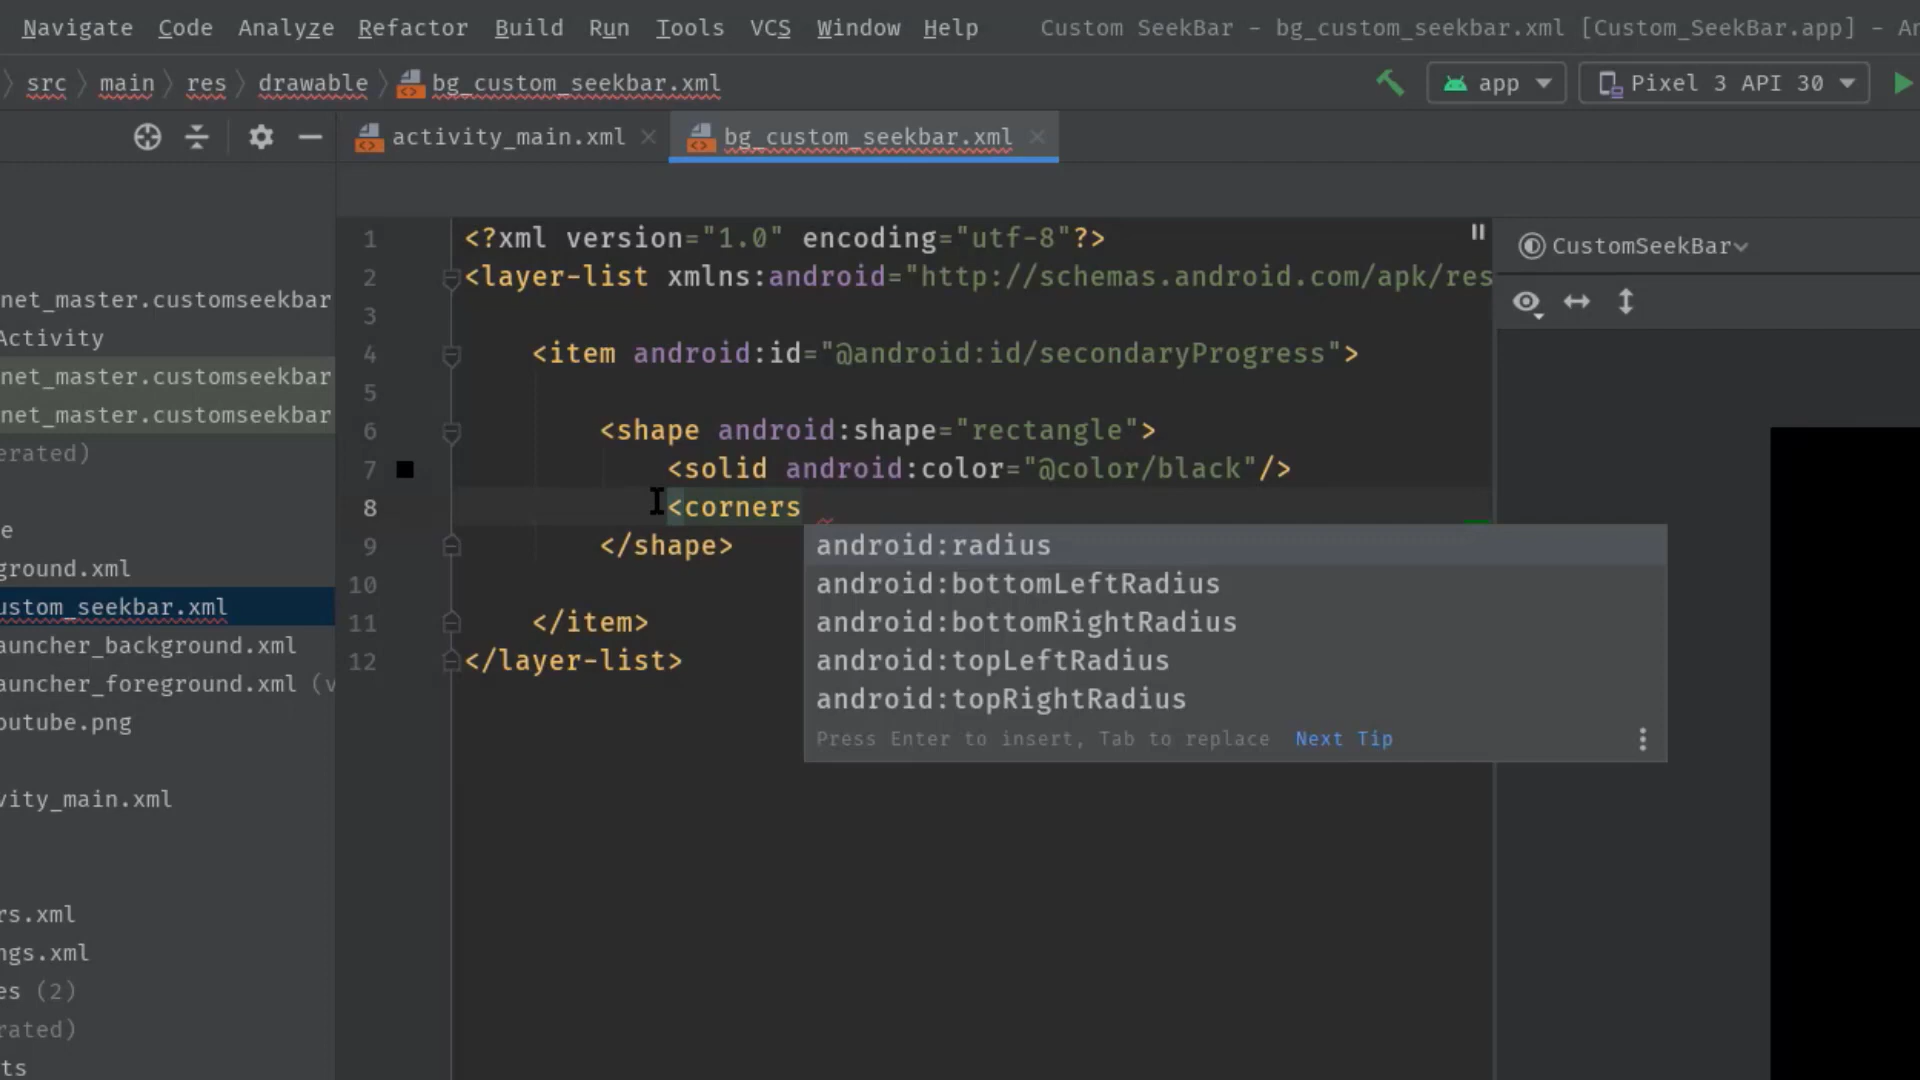 Navigate Code Analyze Refactor Build Run Tools VCS Window Help Custom SeekBar – bg_custom_seekbar.xml [Custom_SeekBar.app] – An
src main res drawable bg_custom_seekbar.xml app Pixel 3 API 30
activity_main.xml bg_custom_seekbar.xml
CustomSeekBar
net_master.customseekbar
Activity
net_master.customseekbar
net_master.customseekbar
erated)
e
ground.xml
ustom_seekbar.xml
auncher_background.xml
auncher_foreground.xml (v
outube.png
vity_main.xml
rs.xml
ngs.xml
es (2)
rated)
ts
1 <?xml version="1.0" encoding="utf-8"?>
2 <layer-list xmlns:android="http://schemas.android.com/apk/res
3
4 <item android:id="@android:id/secondaryProgress">
5
6 <shape android:shape="rectangle">
7 <solid android:color="@color/black"/>
8 <corners
9 </shape>
10
11 </item>
12 </layer-list>
android:radius
android:bottomLeftRadius
android:bottomRightRadius
android:topLeftRadius
android:topRightRadius
Press Enter to insert, Tab to replace Next Tip